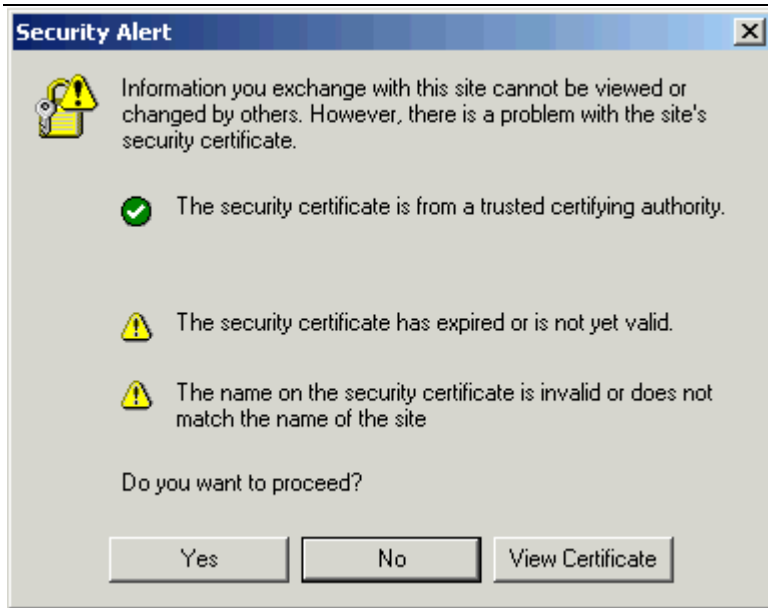 Security Alert
Information you exchange with this site cannot be viewed or
changed by others. However, there is a problem with the site's
security certificate.
The security certificate is from a trusted certifying authority.
The security certificate has expired or is not yet valid.
The name on the security certificate is invalid or does not
match the name of the site
Do you want to proceed?
Yes
No
View Certificate